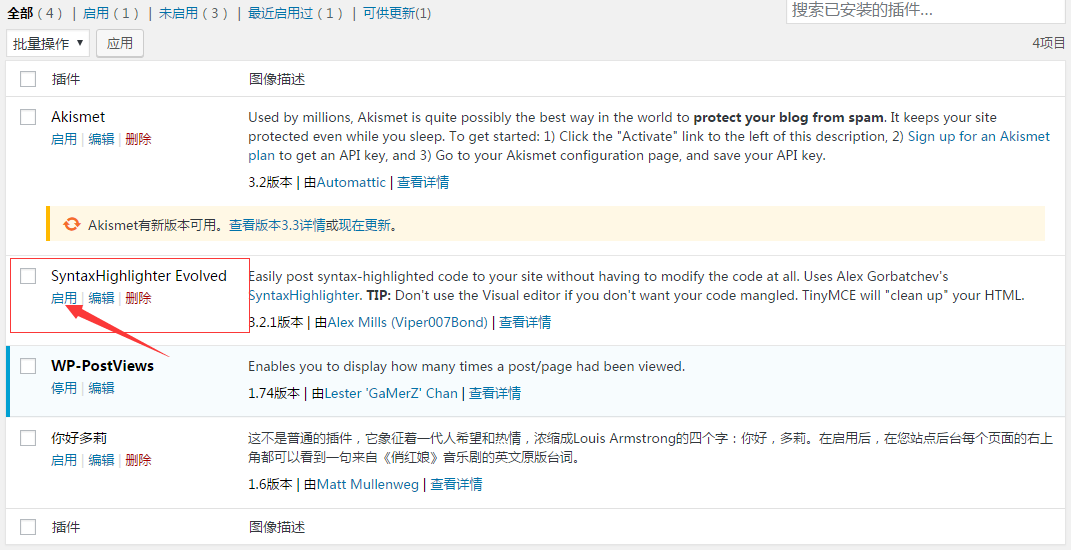 全部（4） | 启用（1） | 未启用（3） | 最近启用过（1） | 可供更新(1)
搜索已安装的插件...
批量操作 ▼ 应用
4项目
插件 图像描述
Akismet
启用 | 编辑 | 删除
Used by millions, Akismet is quite possibly the best way in the world to protect your blog from spam. It keeps your site
protected even while you sleep. To get started: 1) Click the "Activate" link to the left of this description, 2) Sign up for an Akismet
plan to get an API key, and 3) Go to your Akismet configuration page, and save your API key.
3.2版本 | 由Automattic | 查看详情
Akismet有新版本可用。查看版本3.3详情或现在更新。
SyntaxHighlighter Evolved
启用 | 编辑 | 删除
Easily post syntax-highlighted code to your site without having to modify the code at all. Uses Alex Gorbatchev's
SyntaxHighlighter. TIP: Don't use the Visual editor if you don't want your code mangled. TinyMCE will "clean up" your HTML.
3.2.1版本 | 由Alex Mills (Viper007Bond) | 查看详情
WP-PostViews
停用 | 编辑
Enables you to display how many times a post/page had been viewed.
1.74版本 | 由Lester 'GaMerZ' Chan | 查看详情
你好多莉
启用 | 编辑 | 删除
这不是普通的插件，它象征着一代人希望和热情，浓缩成Louis Armstrong的四个字：你好，多莉。在启用后，在您站点后台每个页面的右上
角都可以看到一句来自《俏红娘》音乐剧的英文原版台词。
1.6版本 | 由Matt Mullenweg | 查看详情
插件 图像描述